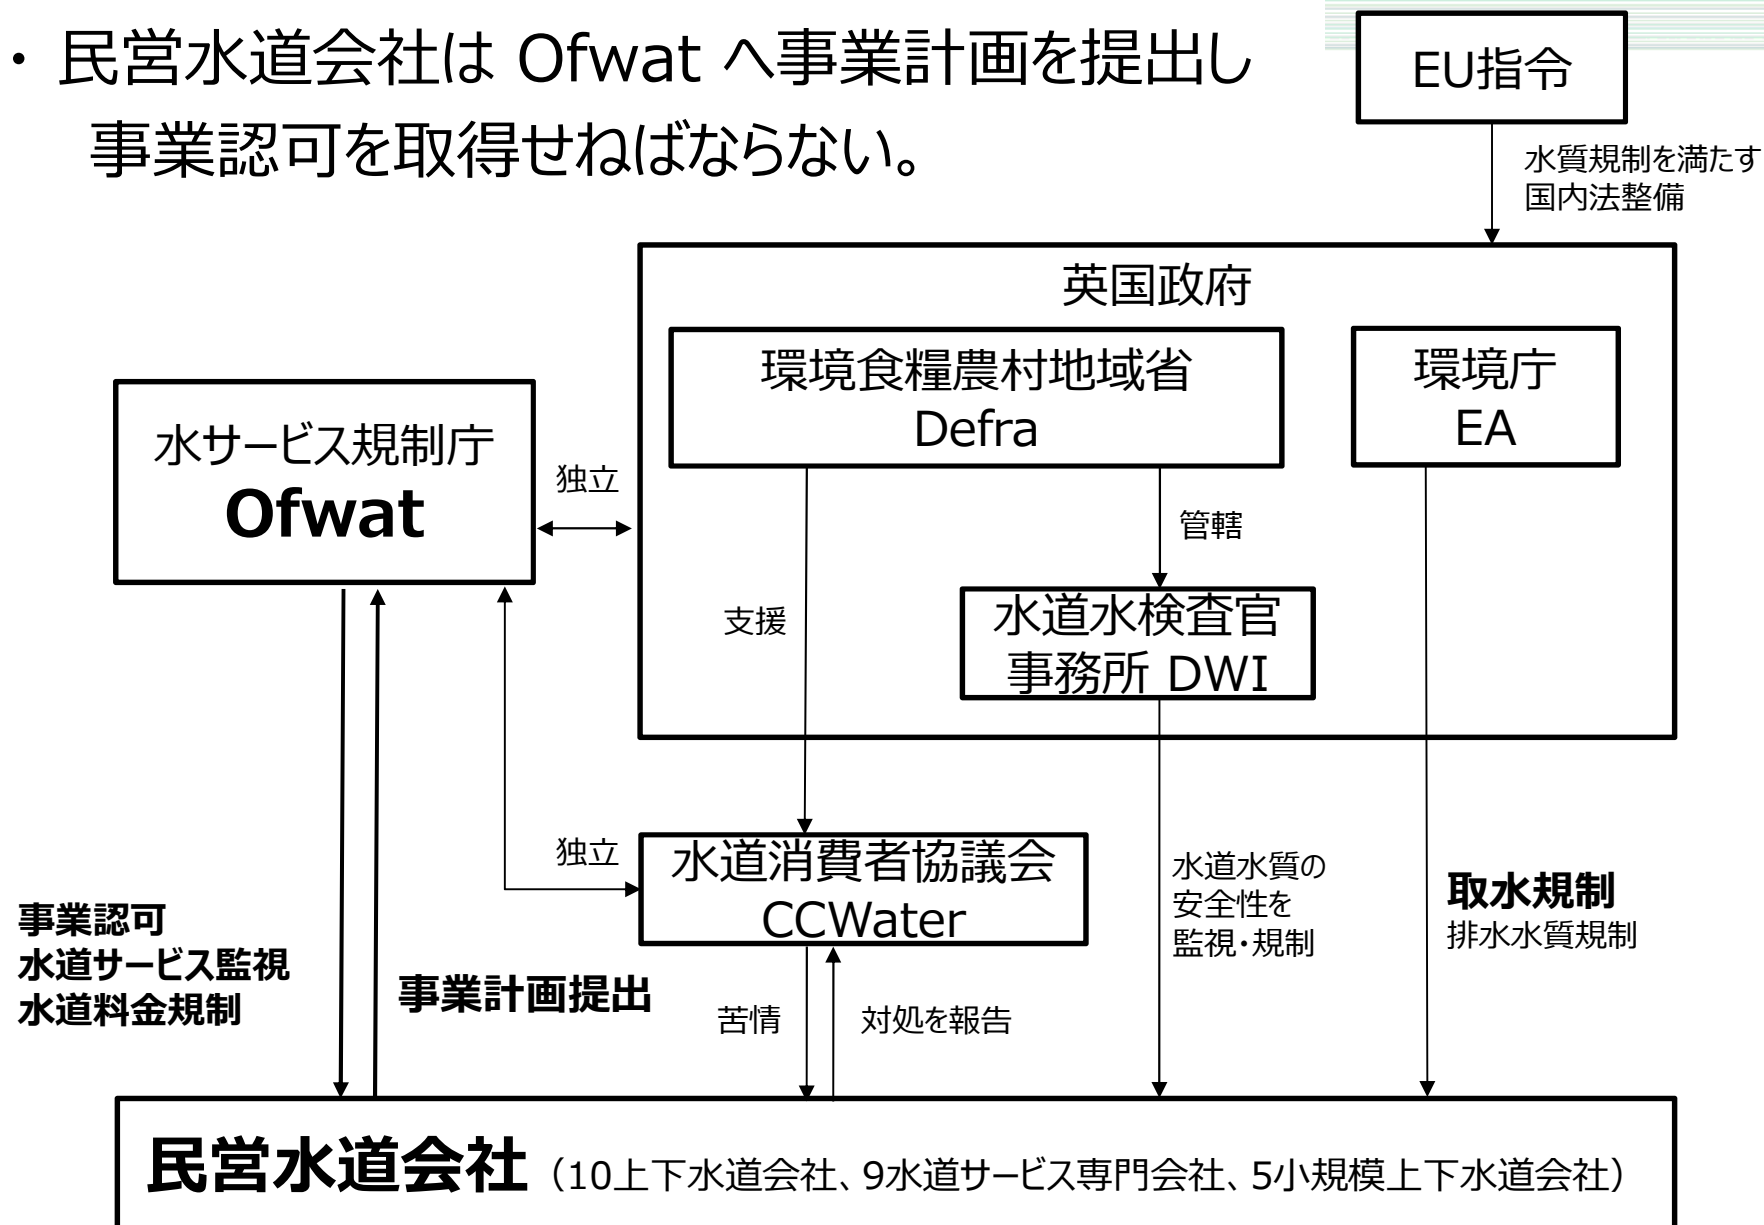 ・民営水道会社は Ofwat へ事業計画を提出し
事業認可を取得せねばならない。
EU指令
水質規制を満たす
国内法整備
英国政府
環境食糧農村地域省
Defra
環境庁
EA
水サービス規制庁
Ofwat
独立
管轄
水道水検査官
事務所 DWI
支援
独立
水道消費者協議会
CCWater
水道水質の
安全性を
監視・規制
取水規制
排水水質規制
事業認可
水道サービス監視
水道料金規制
事業計画提出
苦情
対処を報告
民営水道会社（10上下水道会社、9水道サービス専門会社、5小規模上下水道会社）